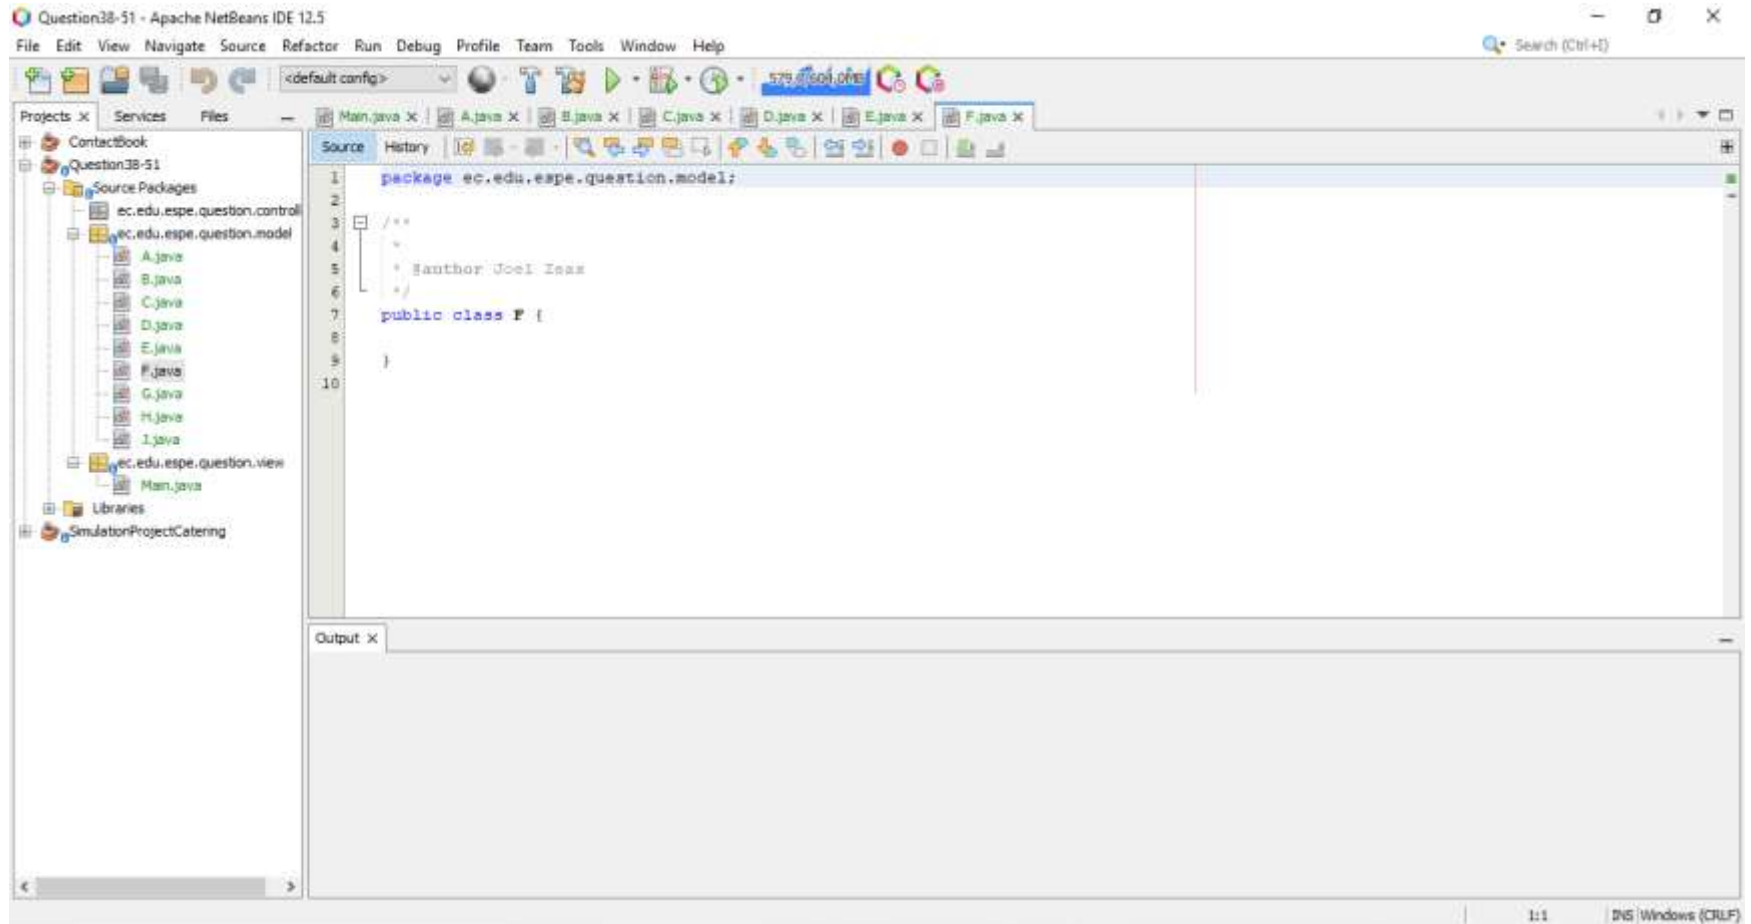 Question38-51 - Apache NetBeans IDE 12.5
File Edit View Navigate Source Refactor Run Debug Profile Team Tools Window Help
Search (Ctrl+I)
<default config>
Projects Services Files
Main.java A.java B.java C.java D.java E.java F.java
Source History
ContactBook
Question38-51
Source Packages
ec.edu.espe.question.controll
ec.edu.espe.question.model
A.java
B.java
C.java
D.java
E.java
F.java
G.java
H.java
I.java
ec.edu.espe.question.view
Main.java
Libraries
SimulationProjectCatering
1 package ec.edu.espe.question.model;
2
3 /**
4 *
5 * @author Joel
6 */
7 public class F {
8
9 }
10
Output
1:1 INS Windows (CRLF)